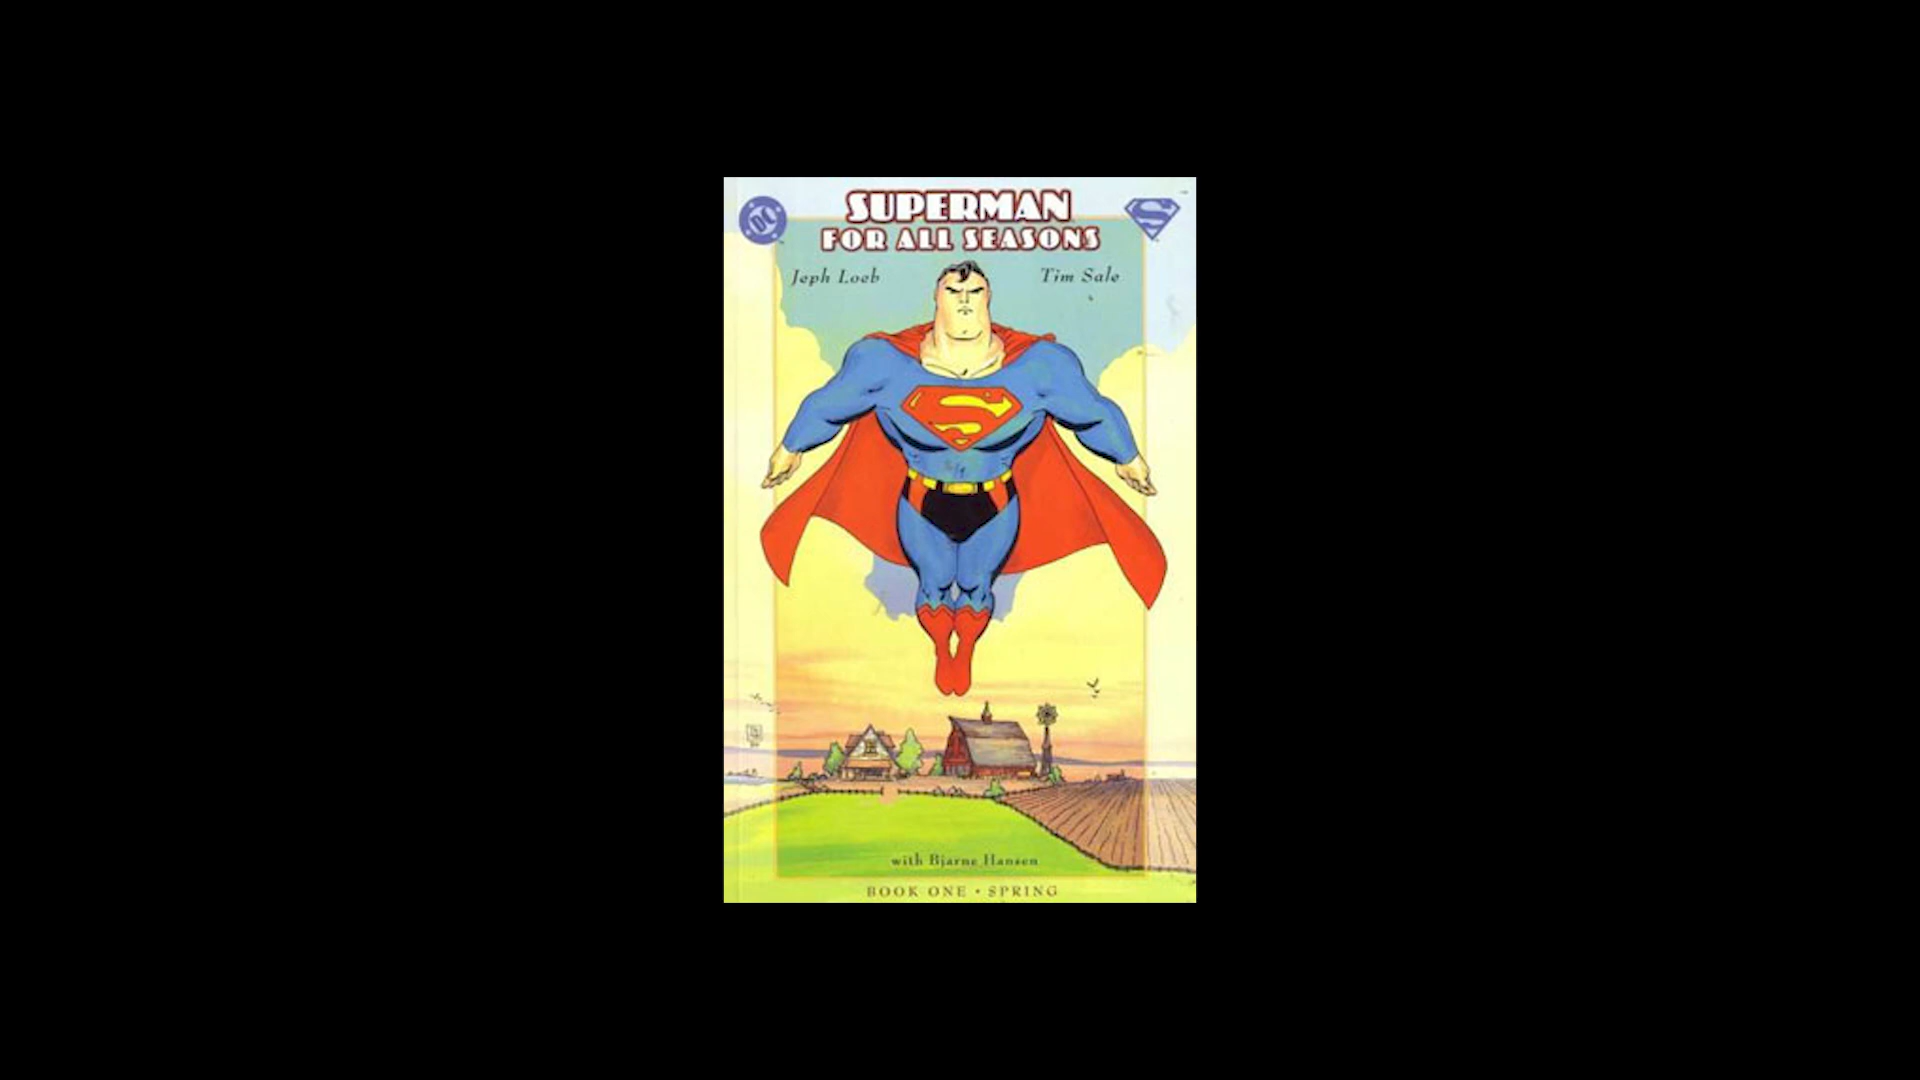 SUPERMAN
FOR ALL SEASONS
DC
S
Jeph Loeb
Tim Sale
S
with Bjarne Hansen
BOOK ONE • SPRING